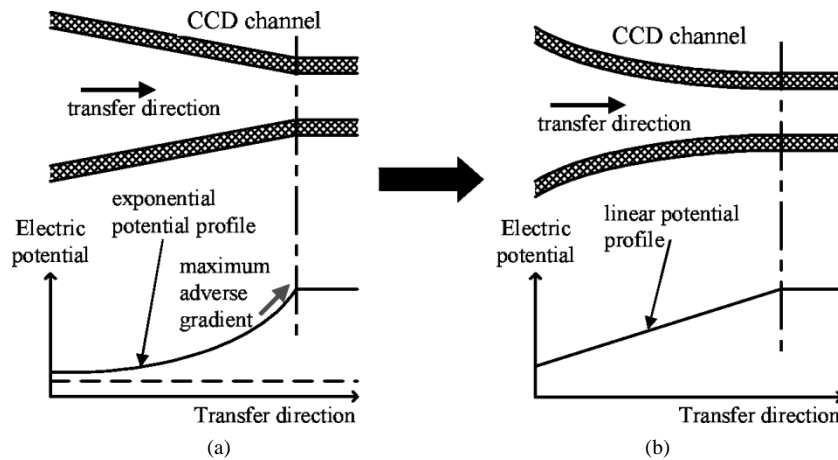 CCD channel
transfer direction
exponential
potential profile
Electric
potential
maximum
adverse
gradient
Transfer direction
(a)
CCD channel
transfer direction
Electric
potential
linear potential
profile
Transfer direction
(b)